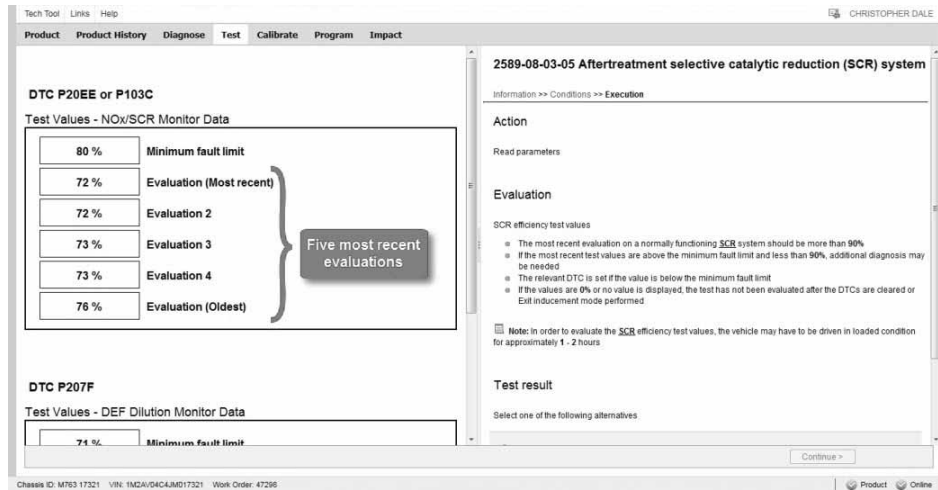 Tech Tool Links Help
CHRISTOPHER DALE
Product Product History Diagnose Test Calibrate Program Impact
DTC P20EE or P103C
Test Values - NOx/SCR Monitor Data
80 % Minimum fault limit
72 % Evaluation (Most recent)
72 % Evaluation 2
73 % Evaluation 3
73 % Evaluation 4
76 % Evaluation (Oldest)
Five most recent
evaluations
DTC P207F
Test Values - DEF Dilution Monitor Data
71 % Minimum fault limit
2589-08-03-05 Aftertreatment selective catalytic reduction (SCR) system
Information >> Conditions >> Execution
Action
Read parameters
Evaluation
SCR efficiency test values
The most recent evaluation on a normally functioning SCR system should be more than 90%
If the most recent test values are above the minimum fault limit and less than 90%, additional diagnosis may
be needed
The relevant DTC is set if the value is below the minimum fault limit
If the values are 0% or no value is displayed, the test has not been evaluated after the DTCs are cleared or
Exit inducement mode performed
Note: In order to evaluate the SCR efficiency test values, the vehicle may have to be driven in loaded condition
for approximately 1 - 2 hours
Test result
Select one of the following alternatives
Continue >
Chassis ID: M763 17321 VIN: 1M2AV04C4JM017321 Work Order: 47298
Product Online